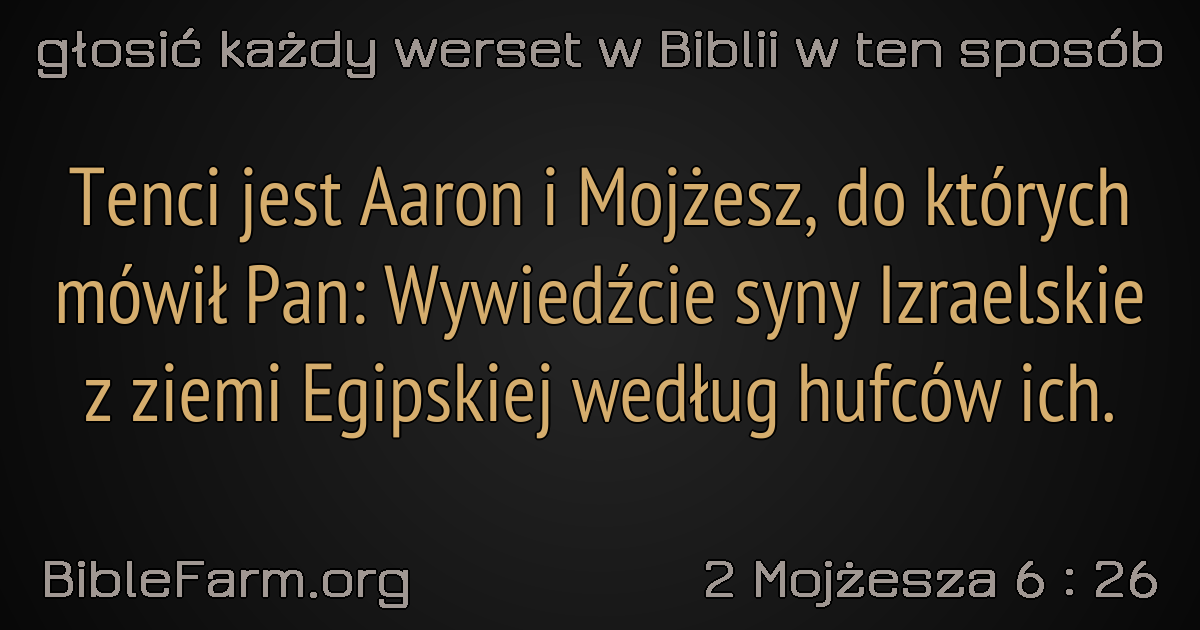 głosić każdy werset w Biblii w ten sposób
Tenci jest Aaron i Mojżesz, do których
mówił Pan: Wywiedźcie syny Izraelskie
z ziemi Egipskiej według hufców ich.
BibleFarm.org
2 Mojżesza 6 : 26